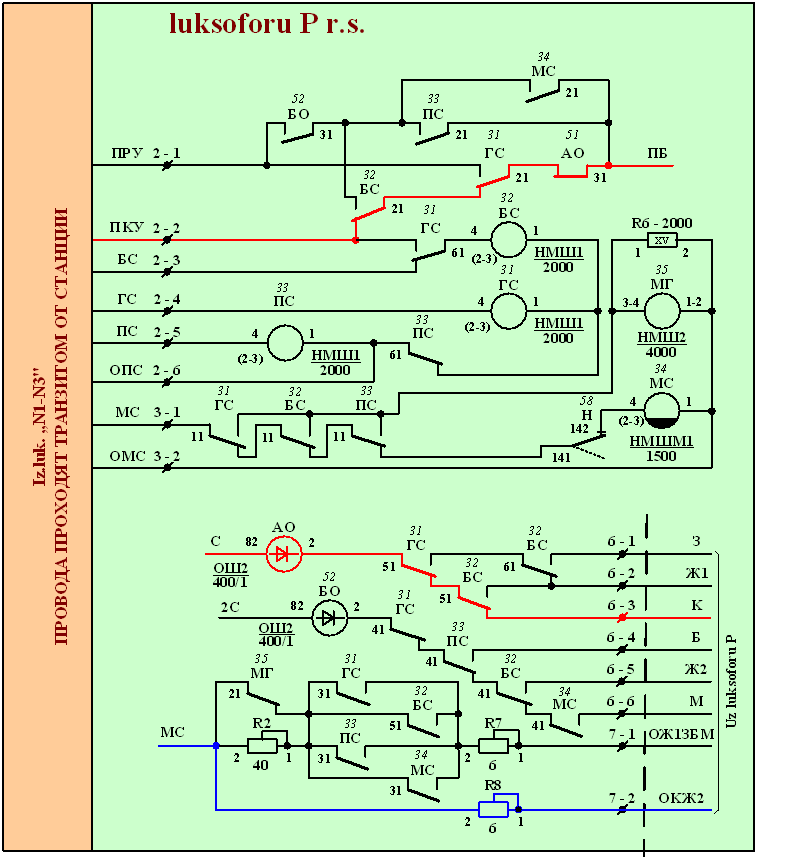 luksoforu P r.s.
Iz.luk. „N1-N3"
ПРОВОДА ПРОХОДЯТ ТРАНЗИТОМ ОТ СТАНЦИИ
34
МС
21
52
БО
31
33
ПС
21
31
ГС
21
51
АО
31
ПБ
ПРУ 2 - 1
32
БС
21
ПКУ 2 - 2
31
ГС
61
32
БС
4
1
(2-3)
НМШ1
2000
R6 - 2000
XV
1
2
БС 2 - 3
35
МГ
3-4
1-2
НМШ2
4000
ГС 2 - 4
33
ПС
31
ГС
4
1
(2-3)
НМШ1
2000
ПС 2 - 5
4
1
(2-3)
НМШ1
2000
33
ПС
61
ОПС 2 - 6
34
МС
4
1
(2-3)
НМШМ1
1500
МС 3 - 1
31
ГС
11
32
БС
11
33
ПС
11
58
Н
142
141
ОМС 3 - 2
С
82
АО
2
ОШ2
400/1
31
ГС
51
32
БС
61
6 - 1
З
32
БС
51
6 - 2
Ж1
2С
82
52
БО
2
ОШ2
400/1
31
ГС
41
6 - 3
К
33
ПС
41
6 - 4
Б
32
БС
41
6 - 5
Ж2
34
МС
41
6 - 6
М
35
МГ
21
31
ГС
31
32
БС
51
МС
R2
2
1
40
33
ПС
31
R7
2
1
6
7 - 1
ОЖ1ЗБМ
34
МС
31
R8
2
1
6
7 - 2
ОКЖ2
Uz luksoforu P